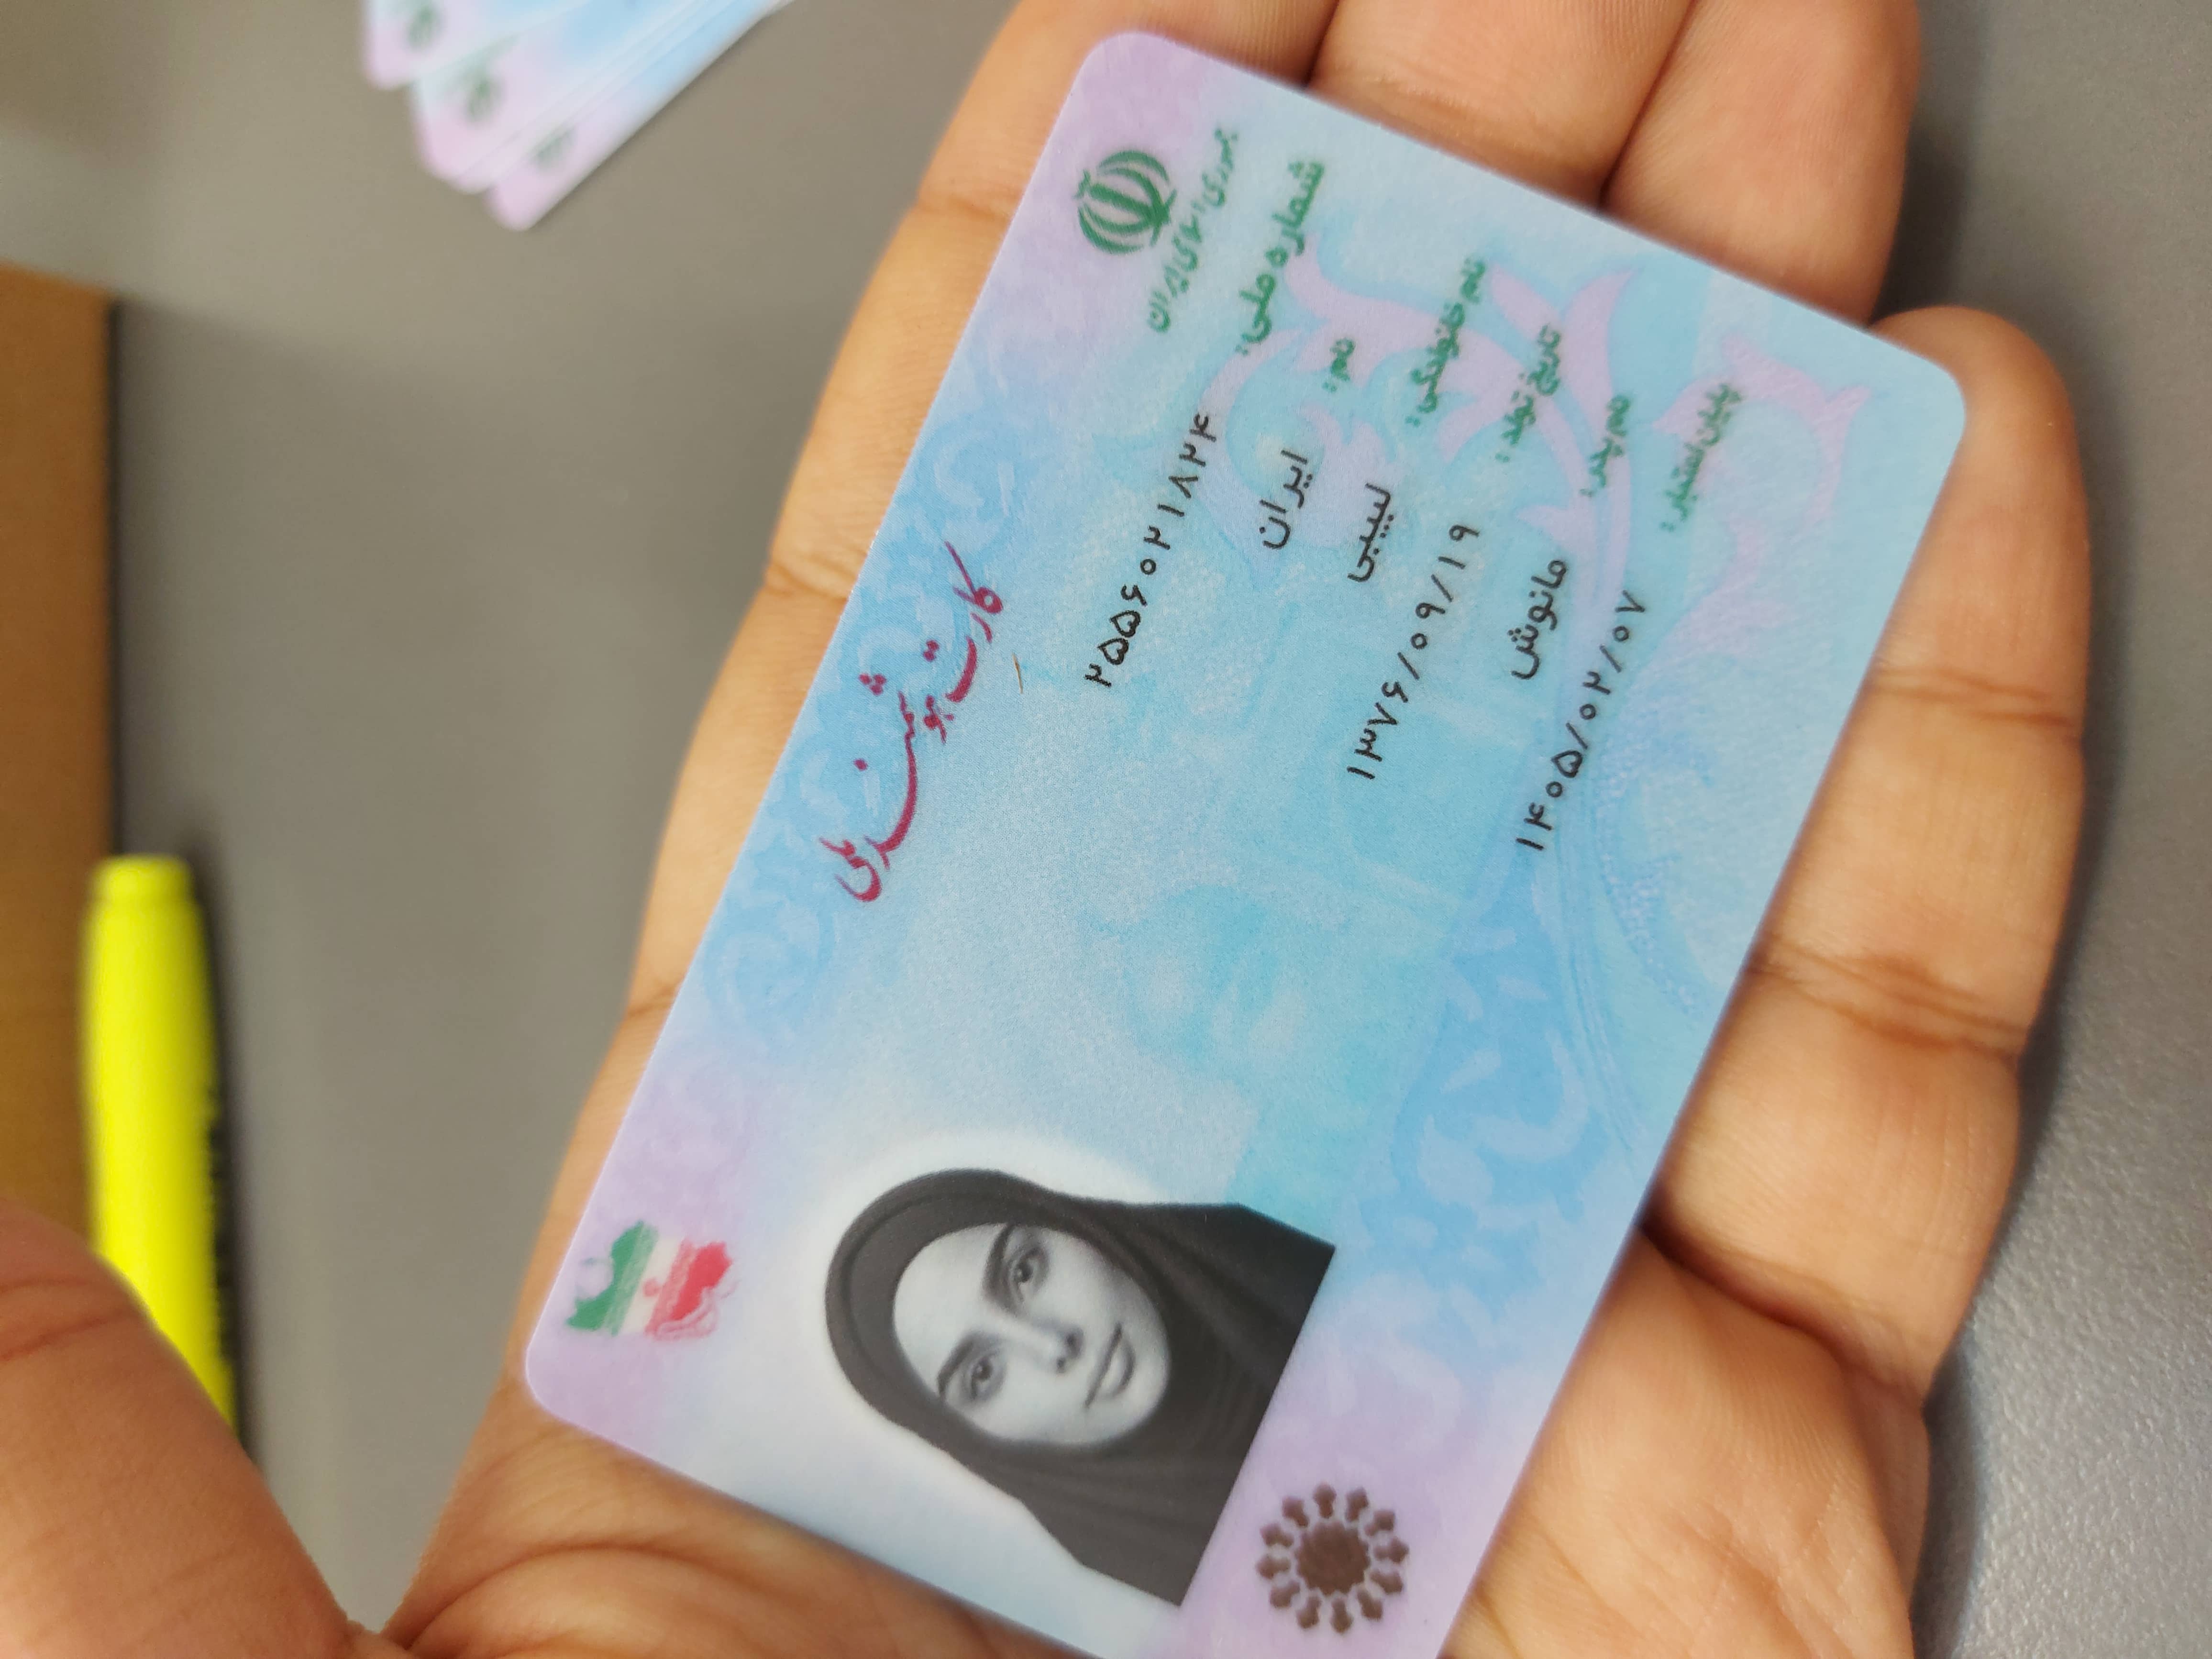 جمهوری اسلامی ایران
کارت هوشمند ملی
شماره ملی: ۲۵۵۶۰۲۱۸۲۴
نام: ایران
نام خانوادگی: لبیبی
تاریخ تولد: ۱۳۷۶/۰۹/۱۹
نام پدر: مانوش
پایان اعتبار: ۱۴۰۵/۰۲/۰۷